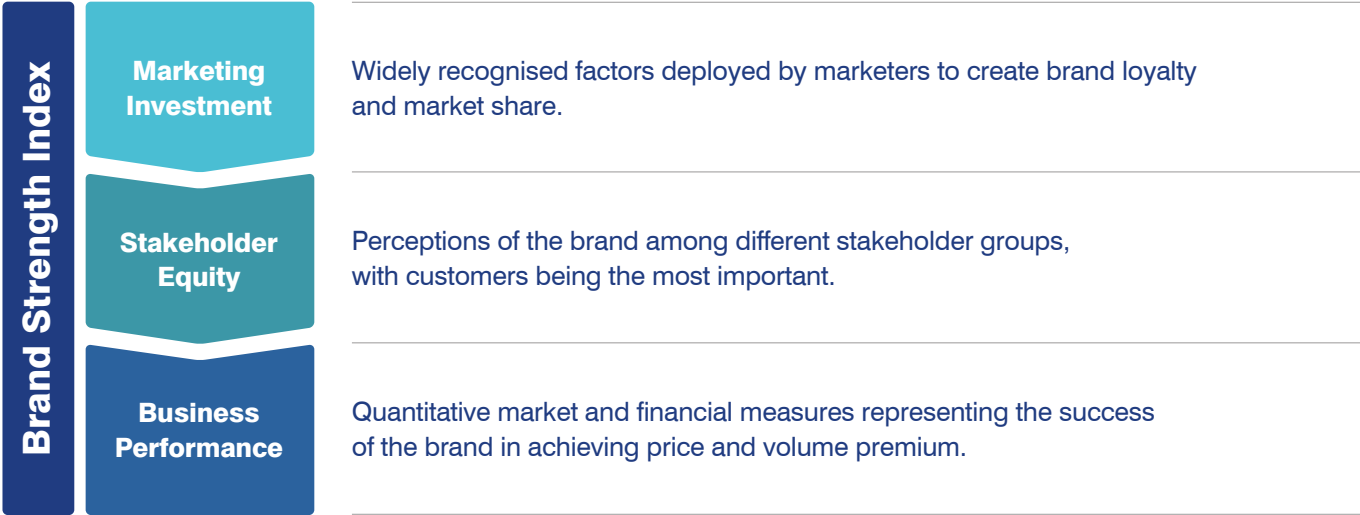 Brand Strength Index
Marketing
Investment
Widely recognised factors deployed by marketers to create brand loyalty
and market share.
Stakeholder
Equity
Perceptions of the brand among different stakeholder groups,
with customers being the most important.
Business
Performance
Quantitative market and financial measures representing the success
of the brand in achieving price and volume premium.